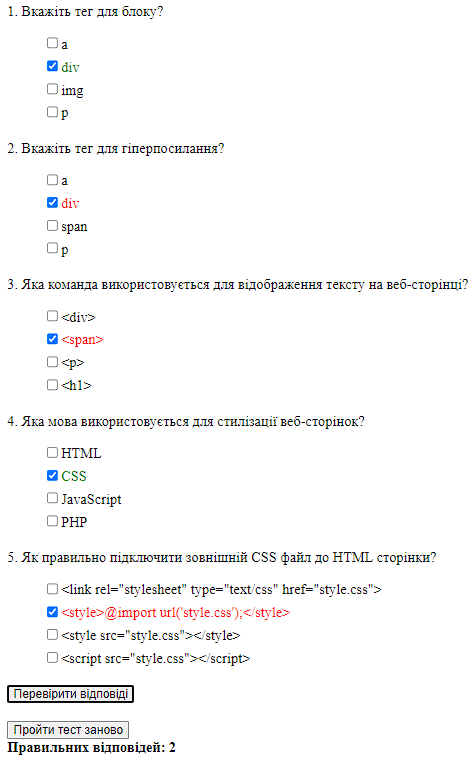 1. Вкажіть тег для блоку?
a
div
img
p
2. Вкажіть тег для гіперпосилання?
a
div
span
p
3. Яка команда використовується для відображення тексту на веб-сторінці?
<div>
<span>
<p>
<h1>
4. Яка мова використовується для стилізації веб-сторінок?
HTML
CSS
JavaScript
PHP
5. Як правильно підключити зовнішній CSS файл до HTML сторінки?
<link rel="stylesheet" type="text/css" href="style.css">
<style>@import url('style.css');</style>
<style src="style.css"></style>
<script src="style.css"></script>
Перевірити відповіді
Пройти тест заново
Правильних відповідей: 2